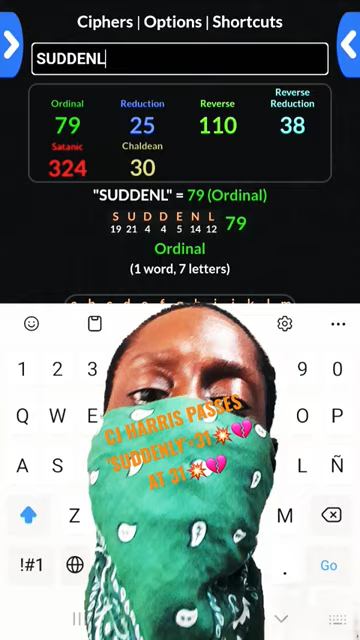 Ciphers | Options | Shortcuts
SUDDENL
Ordinal Reduction Reverse Reverse Reduction
79 25 110 38
Satanic Chaldean
324 30
"SUDDENL" = 79 (Ordinal)
S U D D E N L 79
19 21 4 4 5 14 12
Ordinal
(1 word, 7 letters)
a b c d e f g h i j k l m
1 2 3 9 0
Q W E O P
CJ HARRIS PASSES
"SUDDENLY"=31💥💔
AT 31💥💔
A S L Ñ
Z M
!#1 . Go